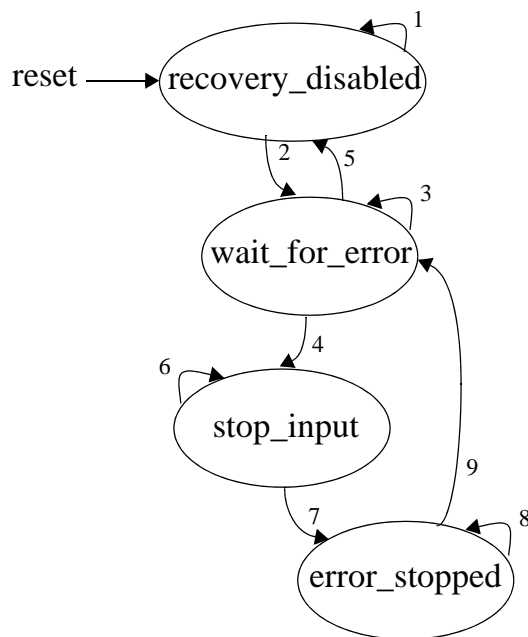 1
reset
recovery_disabled
2
5
3
wait_for_error
4
6
stop_input
9
7
8
error_stopped